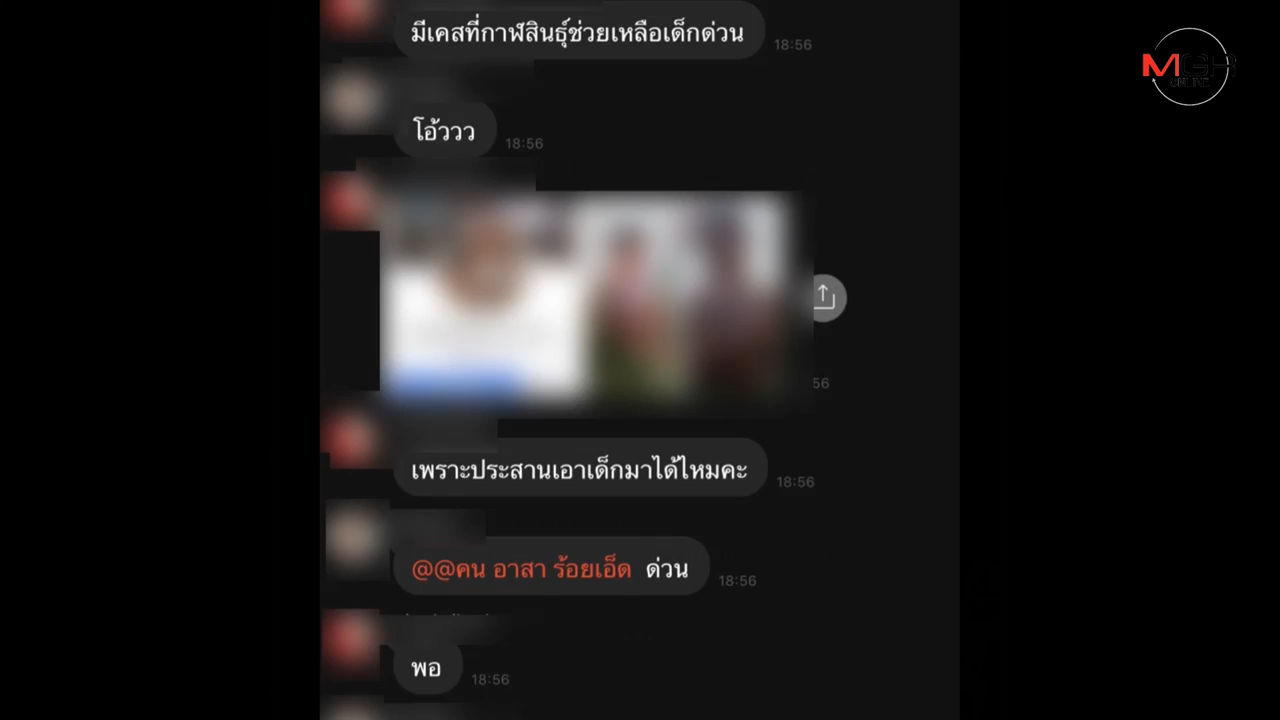 มีเคสที่กาฬสินธุ์ช่วยเหลือเด็กด่วน
18:56
MGR
ONLINE
โอ้ววว
18:56
56
เพราะประสานเอาเด็กมาได้ไหมคะ
18:56
@@คน อาสา ร้อยเอ็ด ด่วน
18:56
พอ
18:56